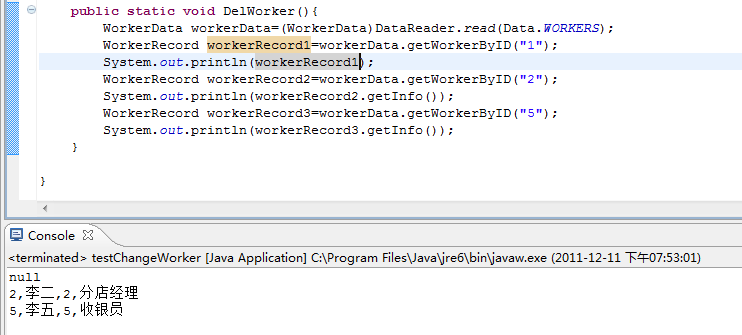 public static void DelWorker(){
WorkerData workerData=(WorkerData)DataReader.read(Data.WORKERS);
WorkerRecord workerRecord1=workerData.getWorkerByID("1");
System.out.println(workerRecord1);
WorkerRecord workerRecord2=workerData.getWorkerByID("2");
System.out.println(workerRecord2.getInfo());
WorkerRecord workerRecord3=workerData.getWorkerByID("5");
System.out.println(workerRecord3.getInfo());
}
}
Console
<terminated> testChangeWorker [Java Application] C:\Program Files\Java\jre6\bin\javaw.exe (2011-12-11 下午07:53:01)
null
2,李二,2,分店经理
5,李五,5,收银员